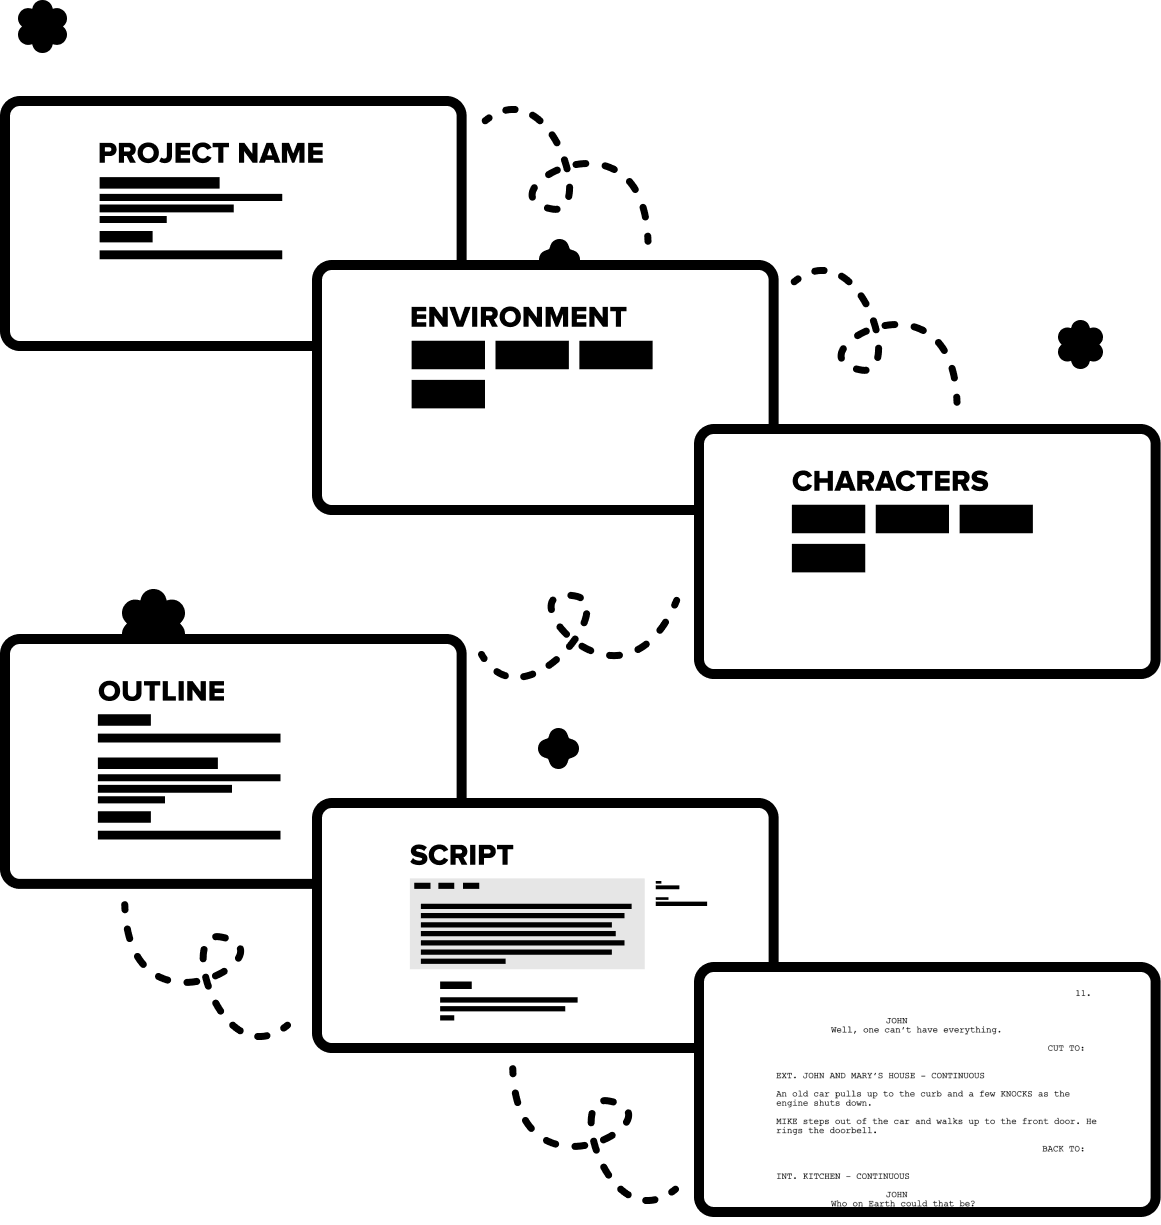 PROJECT NAME
ENVIRONMENT
CHARACTERS
OUTLINE
SCRIPT
11.
JOHN
Well, one can't have everything.
CUT TO:
EXT. JOHN AND MARY'S HOUSE - CONTINUOUS
An old car pulls up to the curb and a few KNOCKS as the
engine shuts down.
MIKE steps out of the car and walks up to the front door. He
rings the doorbell.
BACK TO:
INT. KITCHEN - CONTINUOUS
JOHN
Who on Earth could that be?